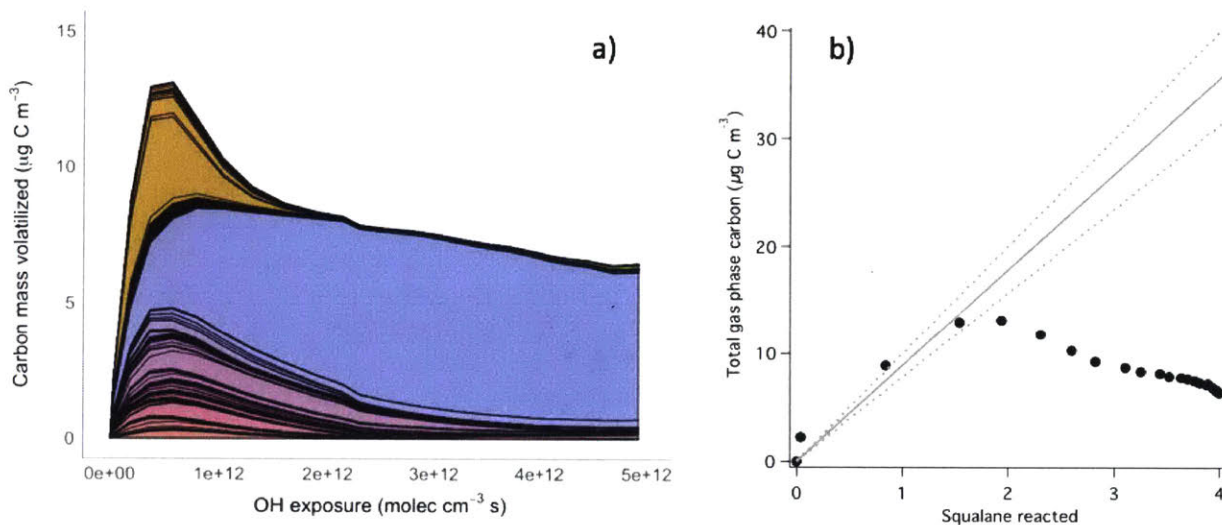 a)
15
10
5
0
Carbon mass volatilized (µg C m⁻³)
0e+00 1e+12 2e+12 3e+12 4e+12 5e+12
OH exposure (molec cm⁻³ s)
b)
40
30
20
10
0
Total gas phase carbon (µg C m⁻³)
0 1 2 3 4
Squalane reacted